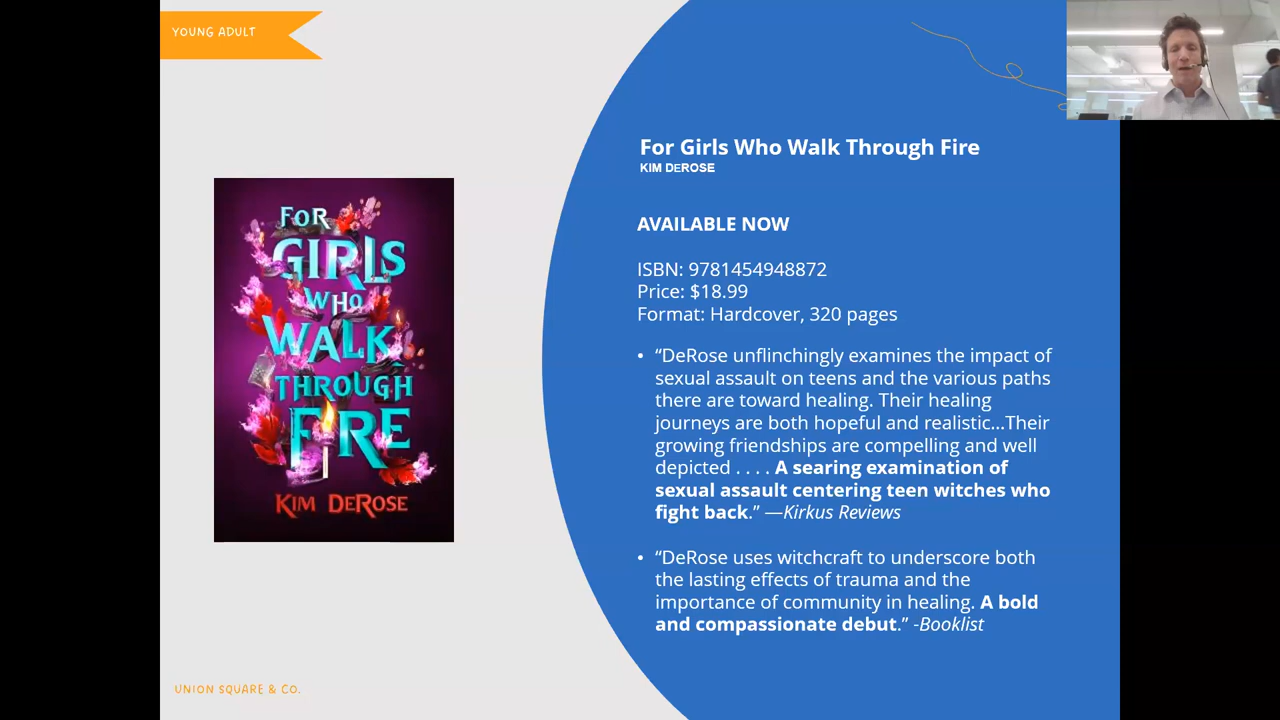 YOUNG ADULT
FOR
GIRLS
WHO
WALK
THROUGH
FIRE
KIM DEROSE
For Girls Who Walk Through Fire
KIM DEROSE
AVAILABLE NOW
ISBN: 9781454948872
Price: $18.99
Format: Hardcover, 320 pages
• “DeRose unflinchingly examines the impact of
sexual assault on teens and the various paths
there are toward healing. Their healing
journeys are both hopeful and realistic…Their
growing friendships are compelling and well
depicted . . . . A searing examination of
sexual assault centering teen witches who
fight back.” —Kirkus Reviews
• “DeRose uses witchcraft to underscore both
the lasting effects of trauma and the
importance of community in healing. A bold
and compassionate debut.” -Booklist
UNION SQUARE & CO.